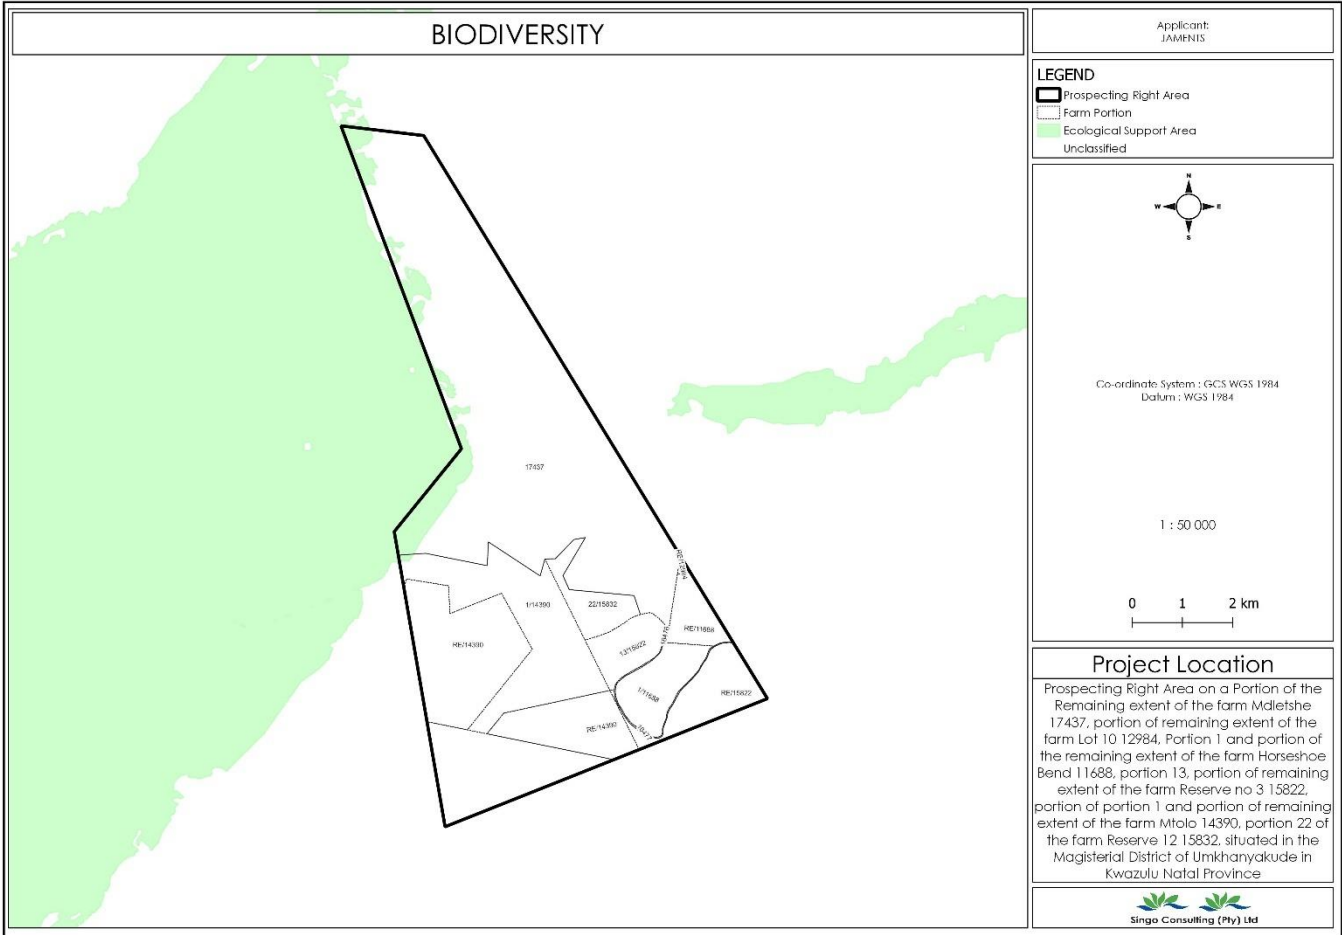 BIODIVERSITY
Applicant:
JAMENTS
LEGEND
Prospecting Right Area
Farm Portion
Ecological Support Area
Unclassified
N
W E
S
Co-ordinate System : GCS WGS 1984
Datum : WGS 1984
1 : 50 000
0 1 2 km
Project Location
Prospecting Right Area on a Portion of the
Remaining extent of the farm Mdletshe
17437, portion of remaining extent of the
farm Lot 10 12984, Portion 1 and portion of
the remaining extent of the farm Horseshoe
Bend 11688, portion 13, portion of remaining
extent of the farm Reserve no 3 15822,
portion of portion 1 and portion of remaining
extent of the farm Mtolo 14390, portion 22 of
the farm Reserve 12 15832, situated in the
Magisterial District of Umkhanyakude in
Kwazulu Natal Province
Singo Consulting (Pty) Ltd
17437
RE/12984
1/14390
22/15832
RE/11688
RE/14390
13/15822
1/11688
RE/15822
RE/14390